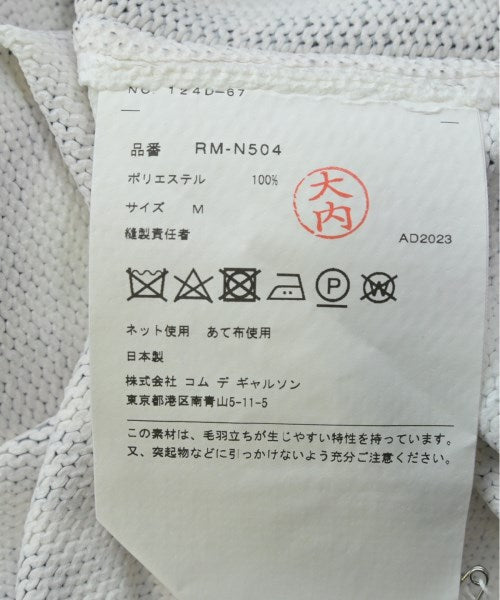 NO. 124D-67
品番 RM-N504
ポリエステル 100%
サイズ M
縫製責任者
大内
AD2023
P
W
ネット使用 あて布使用
日本製
株式会社 コム デ ギャルソン
東京都港区南青山5-11-5
この素材は、毛羽立ちが生じやすい特性を持っています。
又、突起物などに引っかけないよう充分ご注意ください。